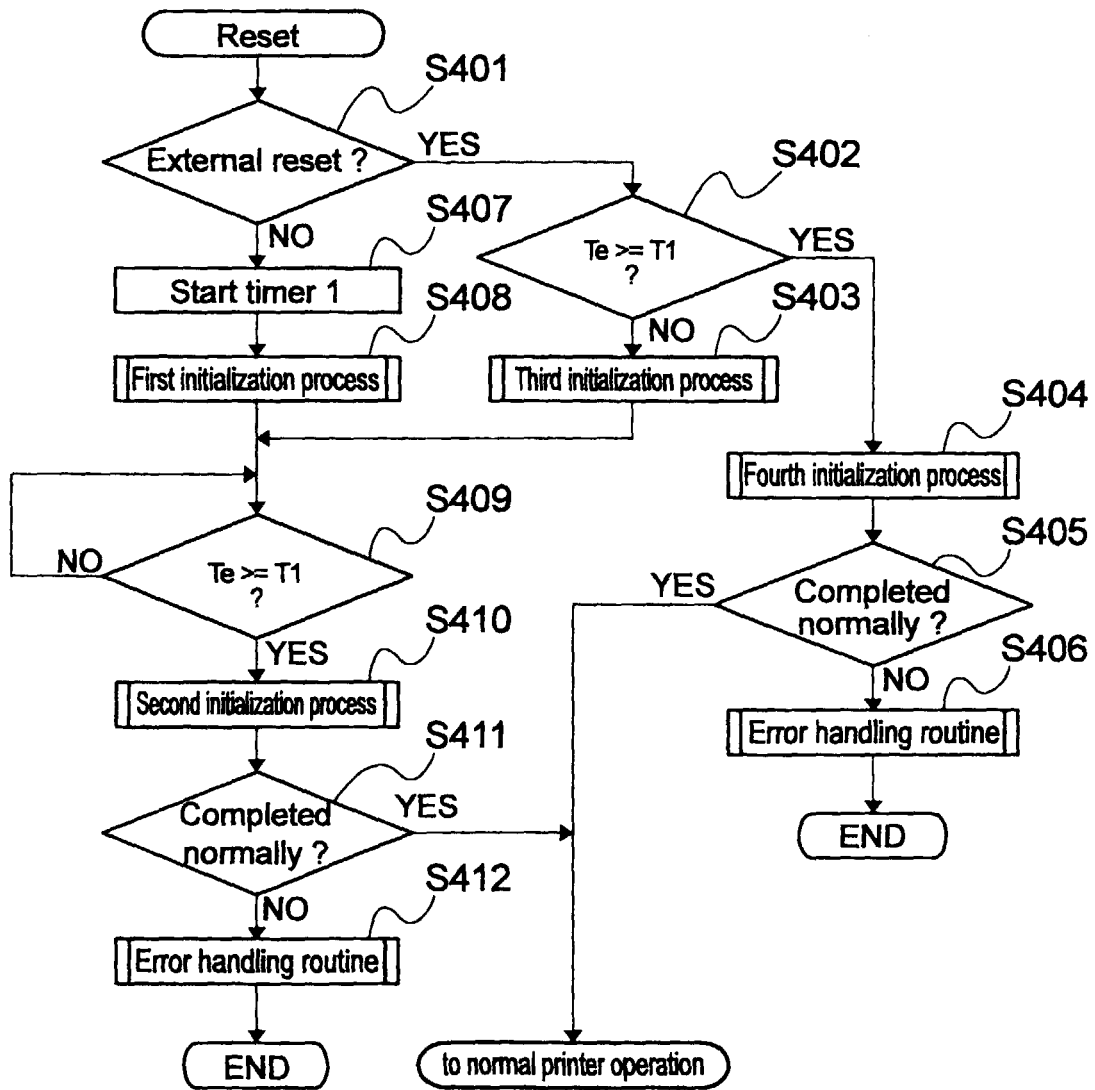 Reset
S401
External reset ?
YES
NO
S402
Te >= T1
?
YES
NO
S407
Start timer 1
S408
First initialization process
S403
Third initialization process
S404
Fourth initialization process
S409
Te >= T1
?
NO
YES
S405
Completed
normally ?
YES
NO
S410
Second initialization process
S406
Error handling routine
END
S411
Completed
normally ?
YES
NO
S412
Error handling routine
END
to normal printer operation